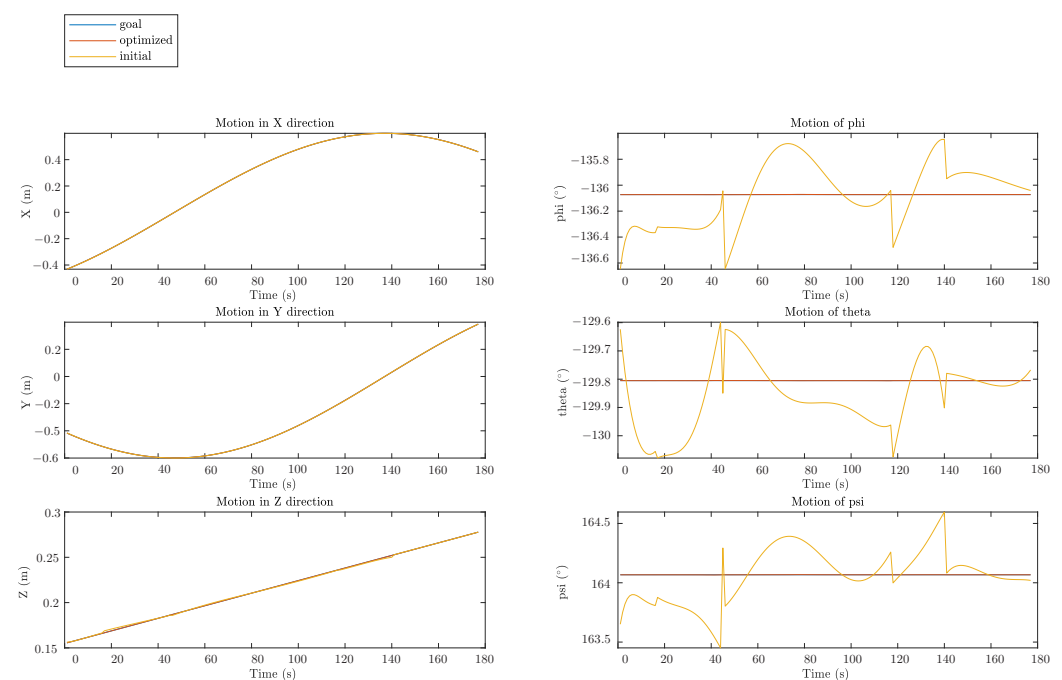 goal
optimized
initial
Motion in X direction
0.4
0.2
0
−0.2
−0.4
X (m)
0 20 40 60 80 100 120 140 160 180
Time (s)
Motion of phi
−135.8
−136
−136.2
−136.4
−136.6
phi (°)
0 20 40 60 80 100 120 140 160 180
Time (s)
Motion in Y direction
0.2
0
−0.2
−0.5
−0.6
Y (m)
0 20 40 60 80 100 120 140 160 180
Time (s)
Motion of theta
−129.6
−129.7
−129.8
−129.9
−130
theta (°)
0 20 40 60 80 100 120 140 160 180
Time (s)
Motion in Z direction
0.3
0.25
0.2
0.15
Z (m)
20 40 60 80 100 120 140 160 180
Time (s)
Motion of psi
164.5
164
163.5
psi (°)
0 20 40 60 80 100 120 140 160 180
Time (s)